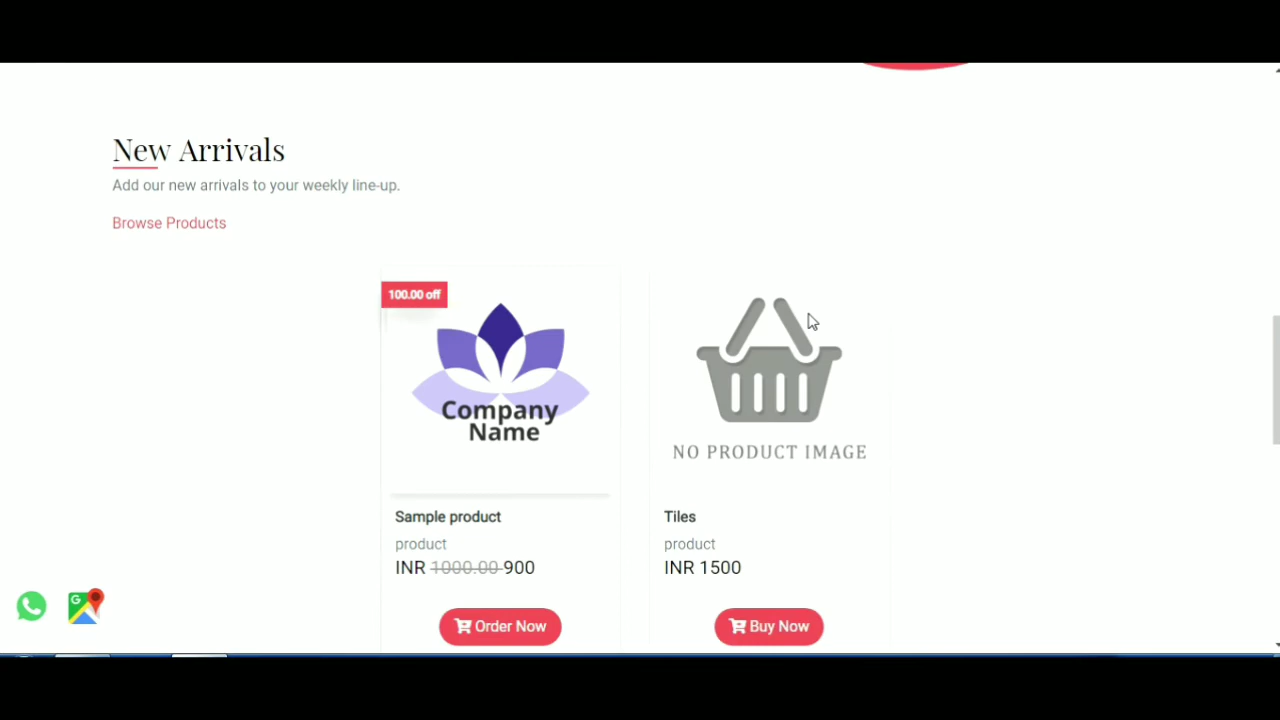 New Arrivals
Add our new arrivals to your weekly line-up.
Browse Products
100.00 off
Company
Name
NO PRODUCT IMAGE
Sample product
product
INR 1000.00 900
Order Now
Tiles
product
INR 1500
Buy Now
G